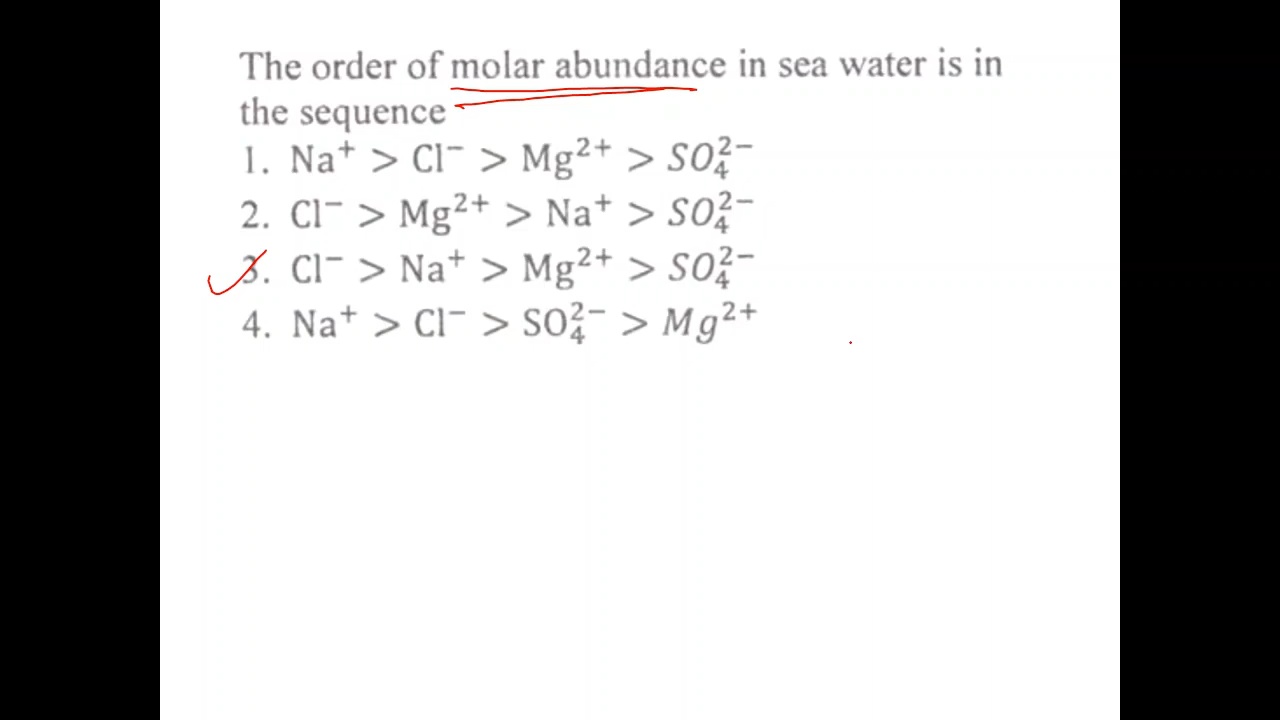 The order of molar abundance in sea water is in
the sequence
1. Na⁺ > Cl⁻ > Mg²⁺ > SO₄²⁻
2. Cl⁻ > Mg²⁺ > Na⁺ > SO₄²⁻
3. Cl⁻ > Na⁺ > Mg²⁺ > SO₄²⁻
4. Na⁺ > Cl⁻ > SO₄²⁻ > Mg²⁺